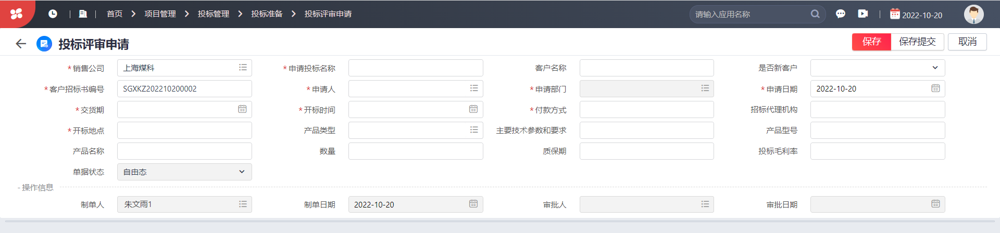 首页 > 项目管理 > 投标管理 > 投标准备 > 投标评审申请 请输入应用名称 2022-10-20
投标评审申请 保存 保存提交 取消
* 销售公司 上海煤科 * 申请投标名称 客户名称 是否新客户
* 客户招标书编号 SGXKZ202210200002 * 申请人 * 申请部门 * 申请日期 2022-10-20
* 交货期 * 开标时间 * 付款方式 招标代理机构
* 开标地点 产品类型 主要技术参数和要求 产品型号
产品名称 数量 质保期 投标毛利率
单据状态 自由态
- 操作信息
制单人 朱文雨1 制单日期 2022-10-20 审批人 审批日期